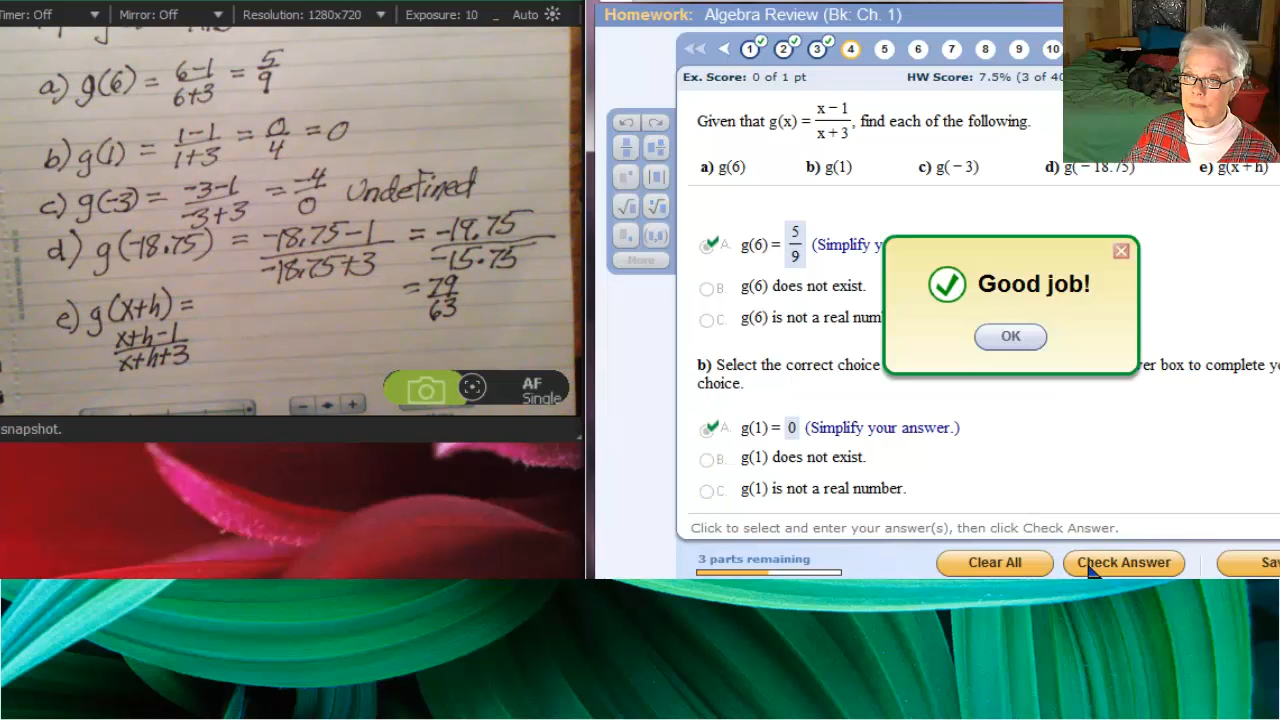 Timer: Off
Mirror: Off
Resolution: 1280x720
Exposure: 10
Auto
a) g(6) = 6-1 / 6+3 = 5/9
b) g(1) = 1-1 / 1+3 = 0/4 = 0
c) g(-3) = -3-1 / -3+3 = -4/0 Undefined
d) g(-18.75) = -18.75-1 / -18.75+3 = -19.75 / -15.75
= 79/63
e) g(x+h) =
x+h-1 / x+h+3
AF
Single
snapshot.
Homework: Algebra Review (Bk: Ch. 1)
1 2 3 4 5 6 7 8 9 10
Ex. Score: 0 of 1 pt
HW Score: 7.5% (3 of 40
Given that g(x) = x-1 / x+3, find each of the following.
a) g(6) b) g(1) c) g(-3) d) g(-18.75) e) g(x+h)
More
A. g(6) = 5/9 (Simplify y
B. g(6) does not exist.
C. g(6) is not a real num
Good job!
OK
b) Select the correct choice
er box to complete yo
choice.
A. g(1) = 0 (Simplify your answer.)
B. g(1) does not exist.
C. g(1) is not a real number.
Click to select and enter your answer(s), then click Check Answer.
3 parts remaining
Clear All
Check Answer
Sav